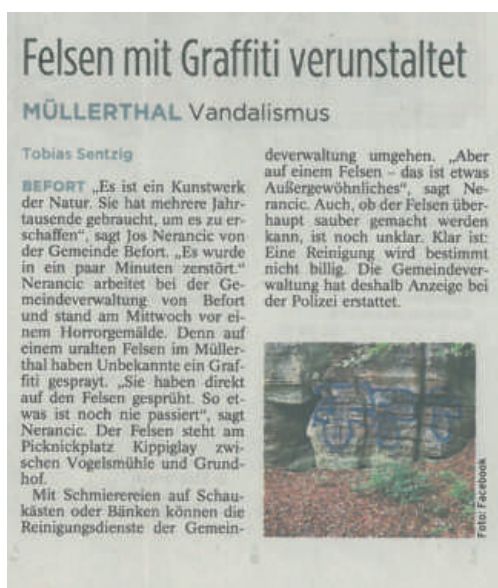 Felsen mit Graffiti verunstaltet
MÜLLERTHAL Vandalismus
Tobias Sentzig
BEFORT „Es ist ein Kunstwerk
der Natur. Sie hat mehrere Jahr-
tausende gebraucht, um es zu er-
schaffen“, sagt Jos Nerancic von
der Gemeinde Befort. „Es wurde
in ein paar Minuten zerstört.“
Nerancic arbeitet bei der Ge-
meindeverwaltung von Befort
und stand am Mittwoch vor ei-
nem Horrorgemälde. Denn auf
einem uralten Felsen im Müller-
thal haben Unbekannte ein Graf-
fiti gesprayt. „Sie haben direkt
auf den Felsen gesprüht. So et-
was ist noch nie passiert“, sagt
Nerancic. Der Felsen steht am
Picknickplatz Kippiglay zwi-
schen Vogelsmühle und Grund-
hof.
Mit Schmierereien auf Schau-
kästen oder Bänken können die
Reinigungsdienste der Gemein-
deverwaltung umgehen. „Aber
auf einem Felsen – das ist etwas
Außergewöhnliches“, sagt Ne-
rancic. Auch, ob der Felsen über-
haupt sauber gemacht werden
kann, ist noch unklar. Klar ist:
Eine Reinigung wird bestimmt
nicht billig. Die Gemeindever-
waltung hat deshalb Anzeige bei
der Polizei erstattet.
Foto: Facebook